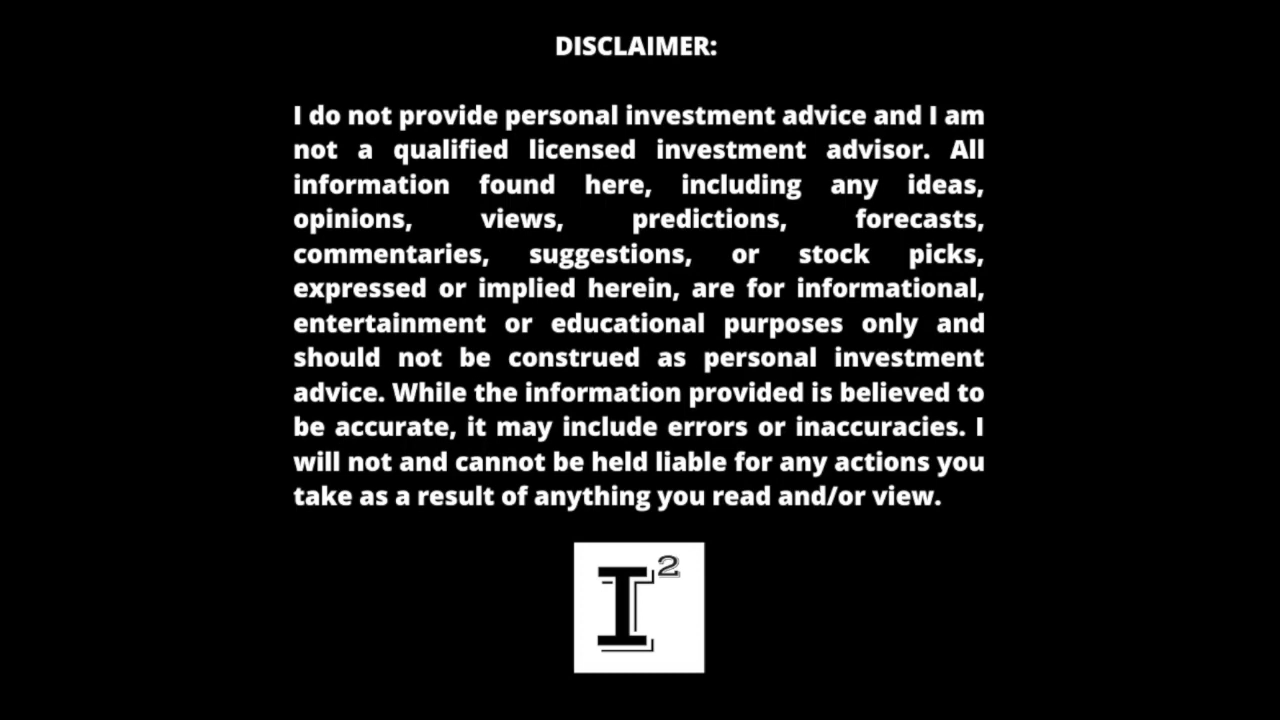 DISCLAIMER:
I do not provide personal investment advice and I am
not a qualified licensed investment advisor. All
information found here, including any ideas,
opinions, views, predictions, forecasts,
commentaries, suggestions, or stock picks,
expressed or implied herein, are for informational,
entertainment or educational purposes only and
should not be construed as personal investment
advice. While the information provided is believed to
be accurate, it may include errors or inaccuracies. I
will not and cannot be held liable for any actions you
take as a result of anything you read and/or view.
I²